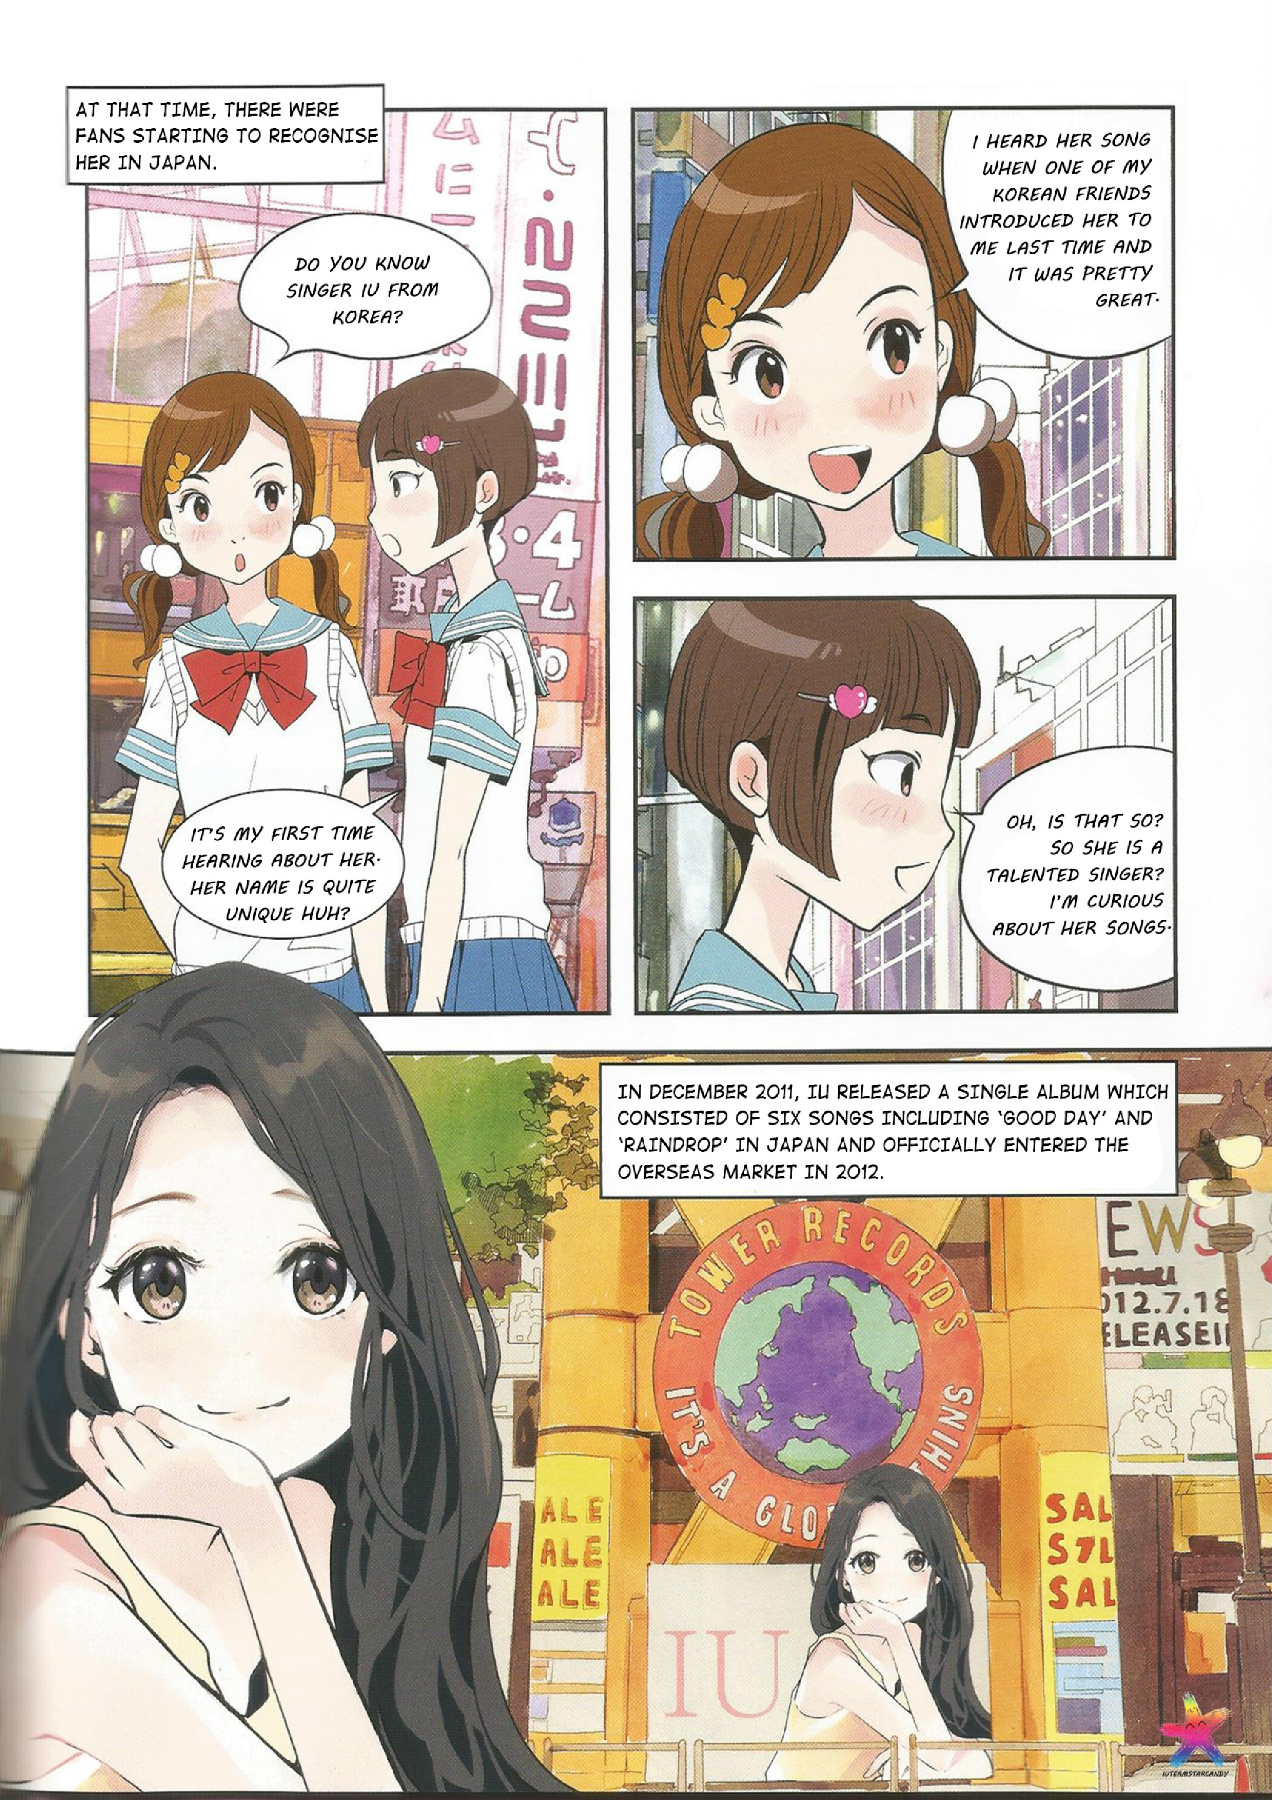 AT THAT TIME, THERE WERE
FANS STARTING TO RECOGNISE
HER IN JAPAN.
DO YOU KNOW
SINGER IU FROM
KOREA?
IT'S MY FIRST TIME
HEARING ABOUT HER.
HER NAME IS QUITE
UNIQUE HUH?
I HEARD HER SONG
WHEN ONE OF MY
KOREAN FRIENDS
INTRODUCED HER TO
ME LAST TIME AND
IT WAS PRETTY
GREAT.
OH, IS THAT SO?
SO SHE IS A
TALENTED SINGER?
I'M CURIOUS
ABOUT HER SONGS.
IN DECEMBER 2011, IU RELEASED A SINGLE ALBUM WHICH
CONSISTED OF SIX SONGS INCLUDING ‘GOOD DAY’ AND
‘RAINDROP’ IN JAPAN AND OFFICIALLY ENTERED THE
OVERSEAS MARKET IN 2012.
TOWER RECORDS
IT'S A GLO THINS
EWS
012.7.18
ELEASE
ALE
ALE
ALE
SAL
S7L
SAL
IU
IUTEAMSTARCANDY